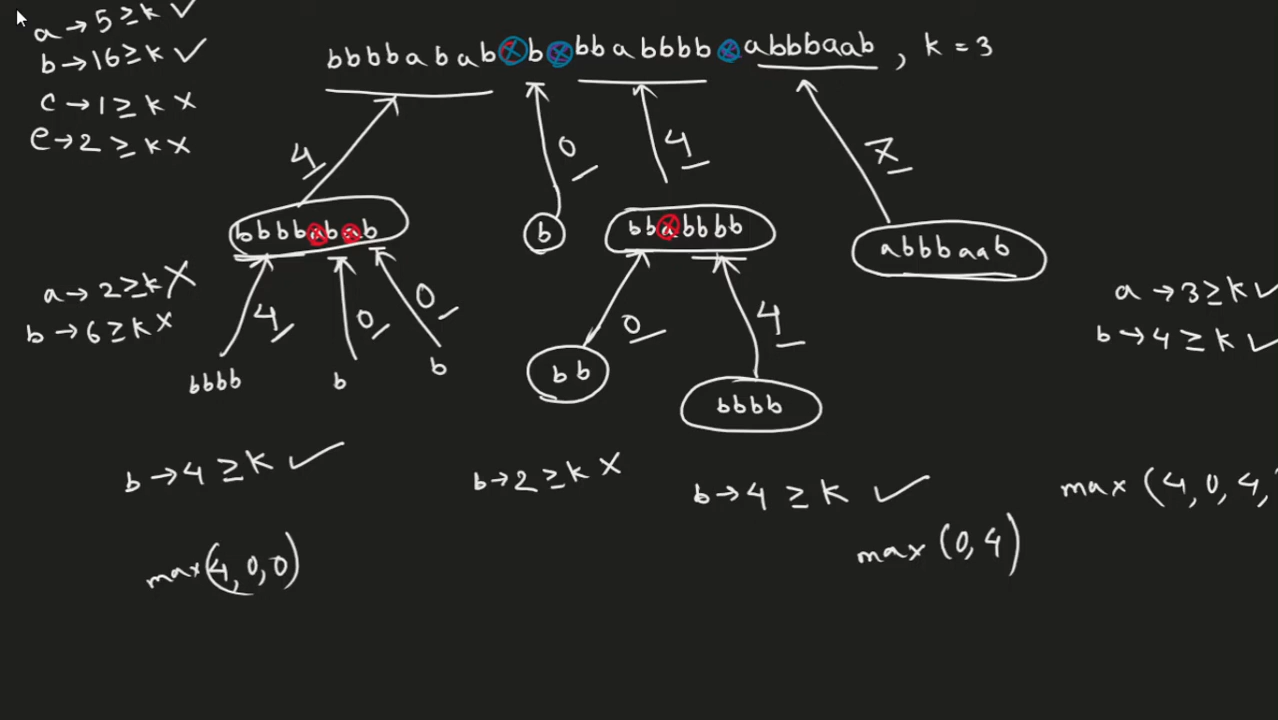 a → 5 ≥ k ✓
b → 16 ≥ k ✓
c → 1 ≥ k ×
e → 2 ≥ k ×
bbbbabab b bbabbbb abbbaab , k = 3
4
0
4
7
bbbbabab
b
bbabbbb
abbbaab
a → 2 ≥ k ×
b → 6 ≥ k ×
a → 3 ≥ k ✓
b → 4 ≥ k ✓
4
0
0
0
4
bbbb
b
b
bb
bbbb
b → 4 ≥ k ✓
b → 2 ≥ k ×
b → 4 ≥ k ✓
max (4, 0, 4,
max (4, 0, 0)
max (0, 4)